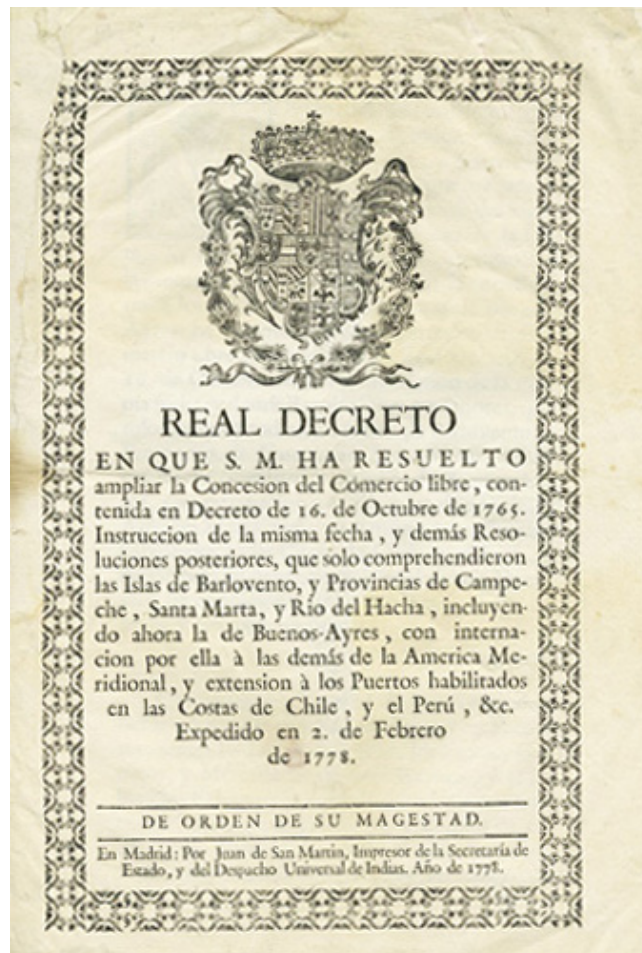 REAL DECRETO
EN QUE S. M. HA RESUELTO
ampliar la Concesion del Comercio libre, con-
tenida en Decreto de 16. de Octubre de 1765.
Instruccion de la misma fecha, y demás Reso-
luciones posteriores, que solo comprehendieron
las Islas de Barlovento, y Provincias de Campe-
che, Santa Marta, y Rio del Hacha, incluyen-
do ahora la de Buenos-Ayres, con interna-
cion por ella à las demás de la America Me-
ridional, y extension à los Puertos habilitados
en las Costas de Chile, y el Perú, &c.
Expedido en 2. de Febrero
de 1778.
DE ORDEN DE SU MAGESTAD.
En Madrid: Por Juan de San Martin, Impresor de la Secretaría de
Estado, y del Despacho Universal de Indias. Año de 1778.